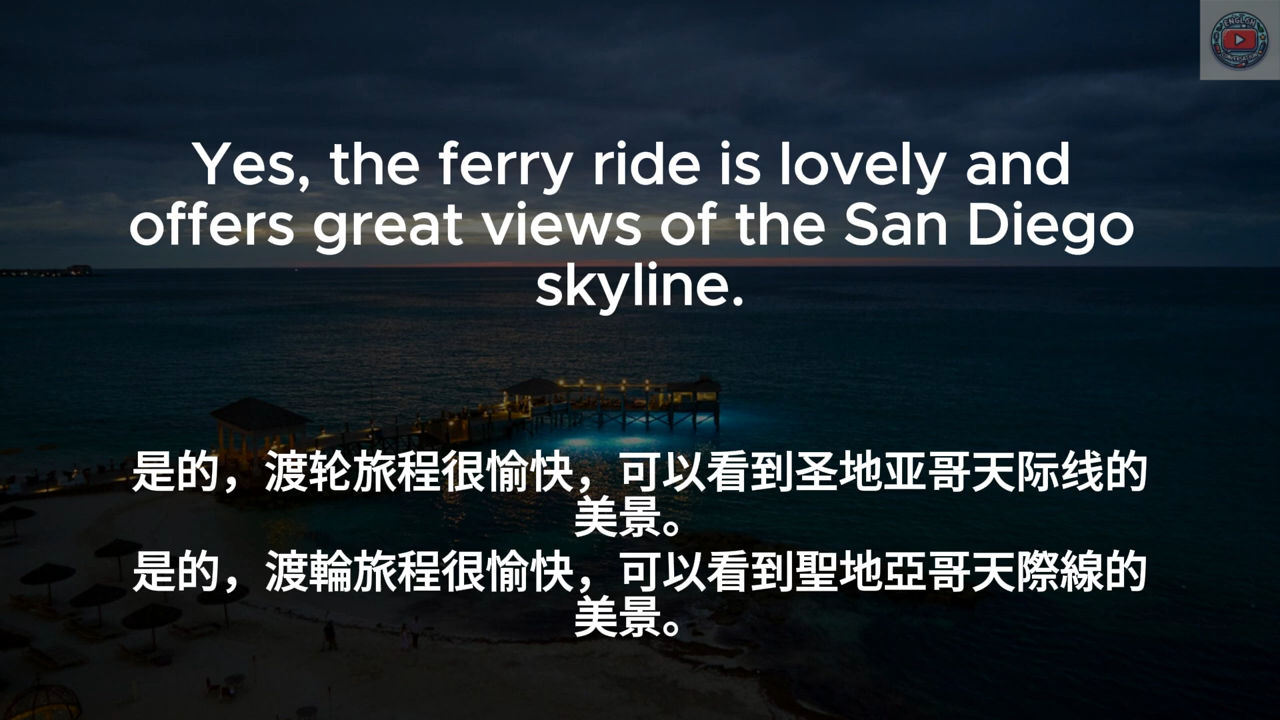 Yes, the ferry ride is lovely and
offers great views of the San Diego
skyline.
是的，渡轮旅程很愉快，可以看到圣地亚哥天际线的
美景。
是的，渡輪旅程很愉快，可以看到聖地亞哥天際線的
美景。